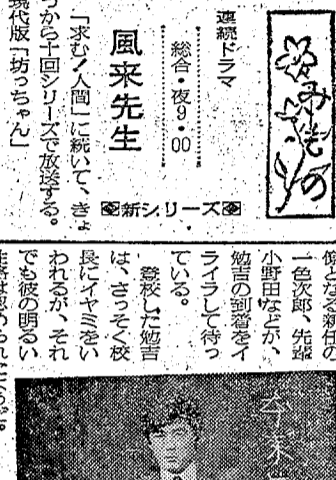 連続ドラマ
総合・夜9・00
風来先生
新シリーズ
「求む!人間」に続いて、きょ
うから十回シリーズで放送する。
現代版「坊っちゃん」
僚となる新任の
一色次郎、先輩
小野田などが、
勉吉の到着をイ
ライラして待っ
ている。
登校した勉吉
は、さっそく校
長にイヤミをい
われるが、それ
でも彼の明るい